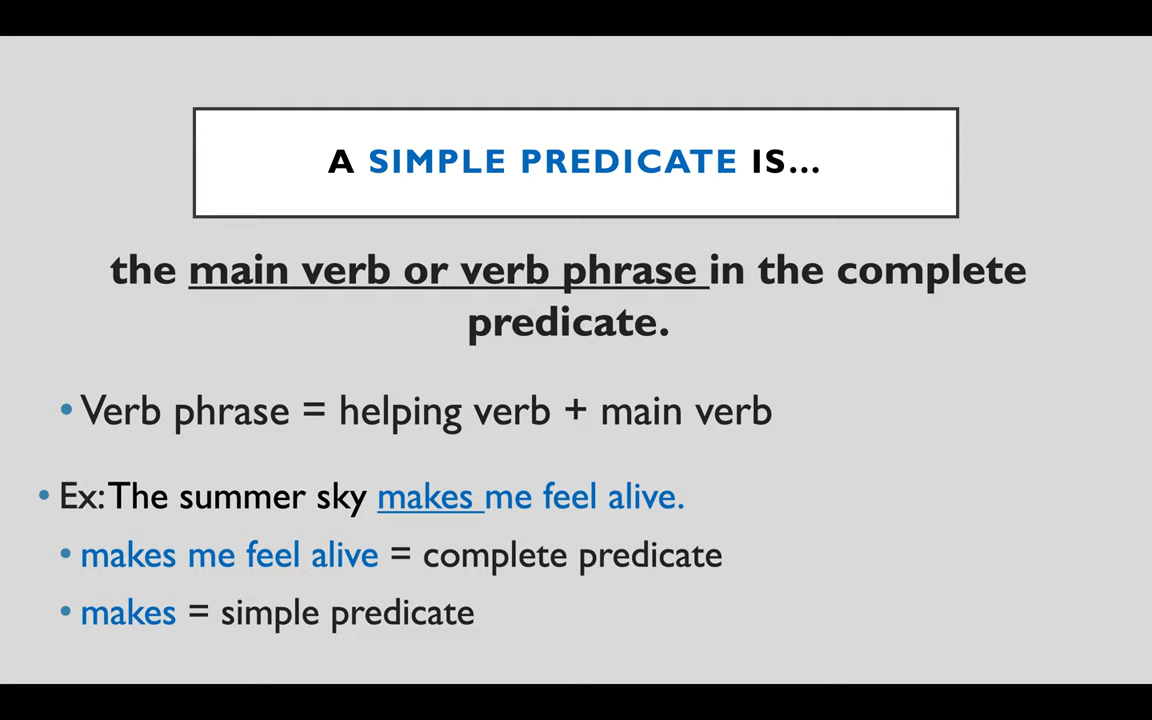 A SIMPLE PREDICATE IS...
the main verb or verb phrase in the complete
predicate.
• Verb phrase = helping verb + main verb
• Ex: The summer sky makes me feel alive.
• makes me feel alive = complete predicate
• makes = simple predicate